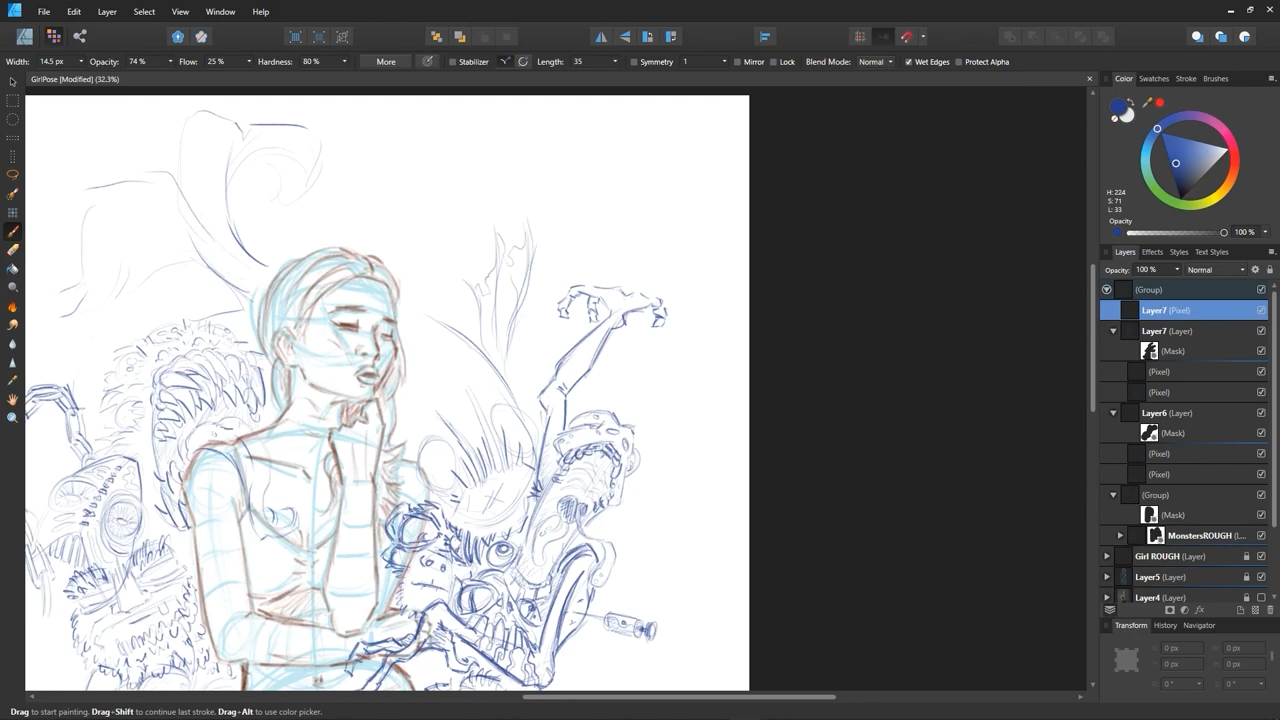 File Edit Layer Select View Window Help
Width: 14.5 px Opacity: 74 % Flow: 25 % Hardness: 80 % More Stabilizer Length: 35 Symmetry 1 Mirror Lock Blend Mode: Normal Wet Edges Protect Alpha
GirlPose [Modified] (32.3%)
Color Swatches Stroke Brushes
H: 224
S: 71
L: 33
Opacity
100 %
Layers Effects Styles Text Styles
Opacity: 100 % Normal
(Group)
Layer7 (Pixel)
Layer7 (Layer)
(Mask)
(Pixel)
(Pixel)
Layer6 (Layer)
(Mask)
(Pixel)
(Pixel)
(Group)
(Mask)
MonstersROUGH (L...
Girl ROUGH (Layer)
Layer5 (Layer)
Layer4 (Layer)
Transform History Navigator
X: 0 px W: 0 px
Y: 0 px H: 0 px
R: 0 ° S: 0 °
Drag to start painting. Drag+Shift to continue last stroke. Drag+Alt to use color picker.